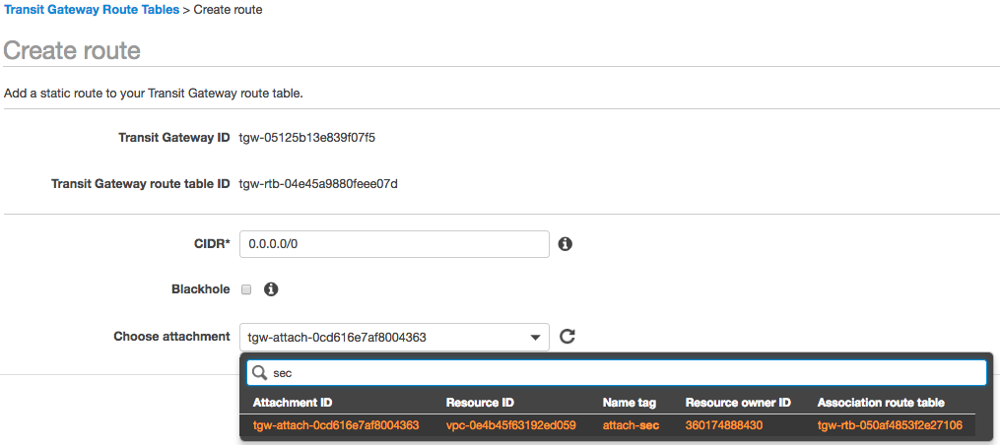 Transit Gateway Route Tables > Create route
Create route
Add a static route to your Transit Gateway route table.
Transit Gateway ID tgw-05125b13e839f07f5
Transit Gateway route table ID tgw-rtb-04e45a9880feee07d
CIDR* 0.0.0.0/0
Blackhole
Choose attachment tgw-attach-0cd616e7af8004363
sec
Attachment ID Resource ID Name tag Resource owner ID Association route table
tgw-attach-0cd616e7af8004363 vpc-0e4b45f63192ed059 attach-sec 360174888430 tgw-rtb-050af4853f2e27106